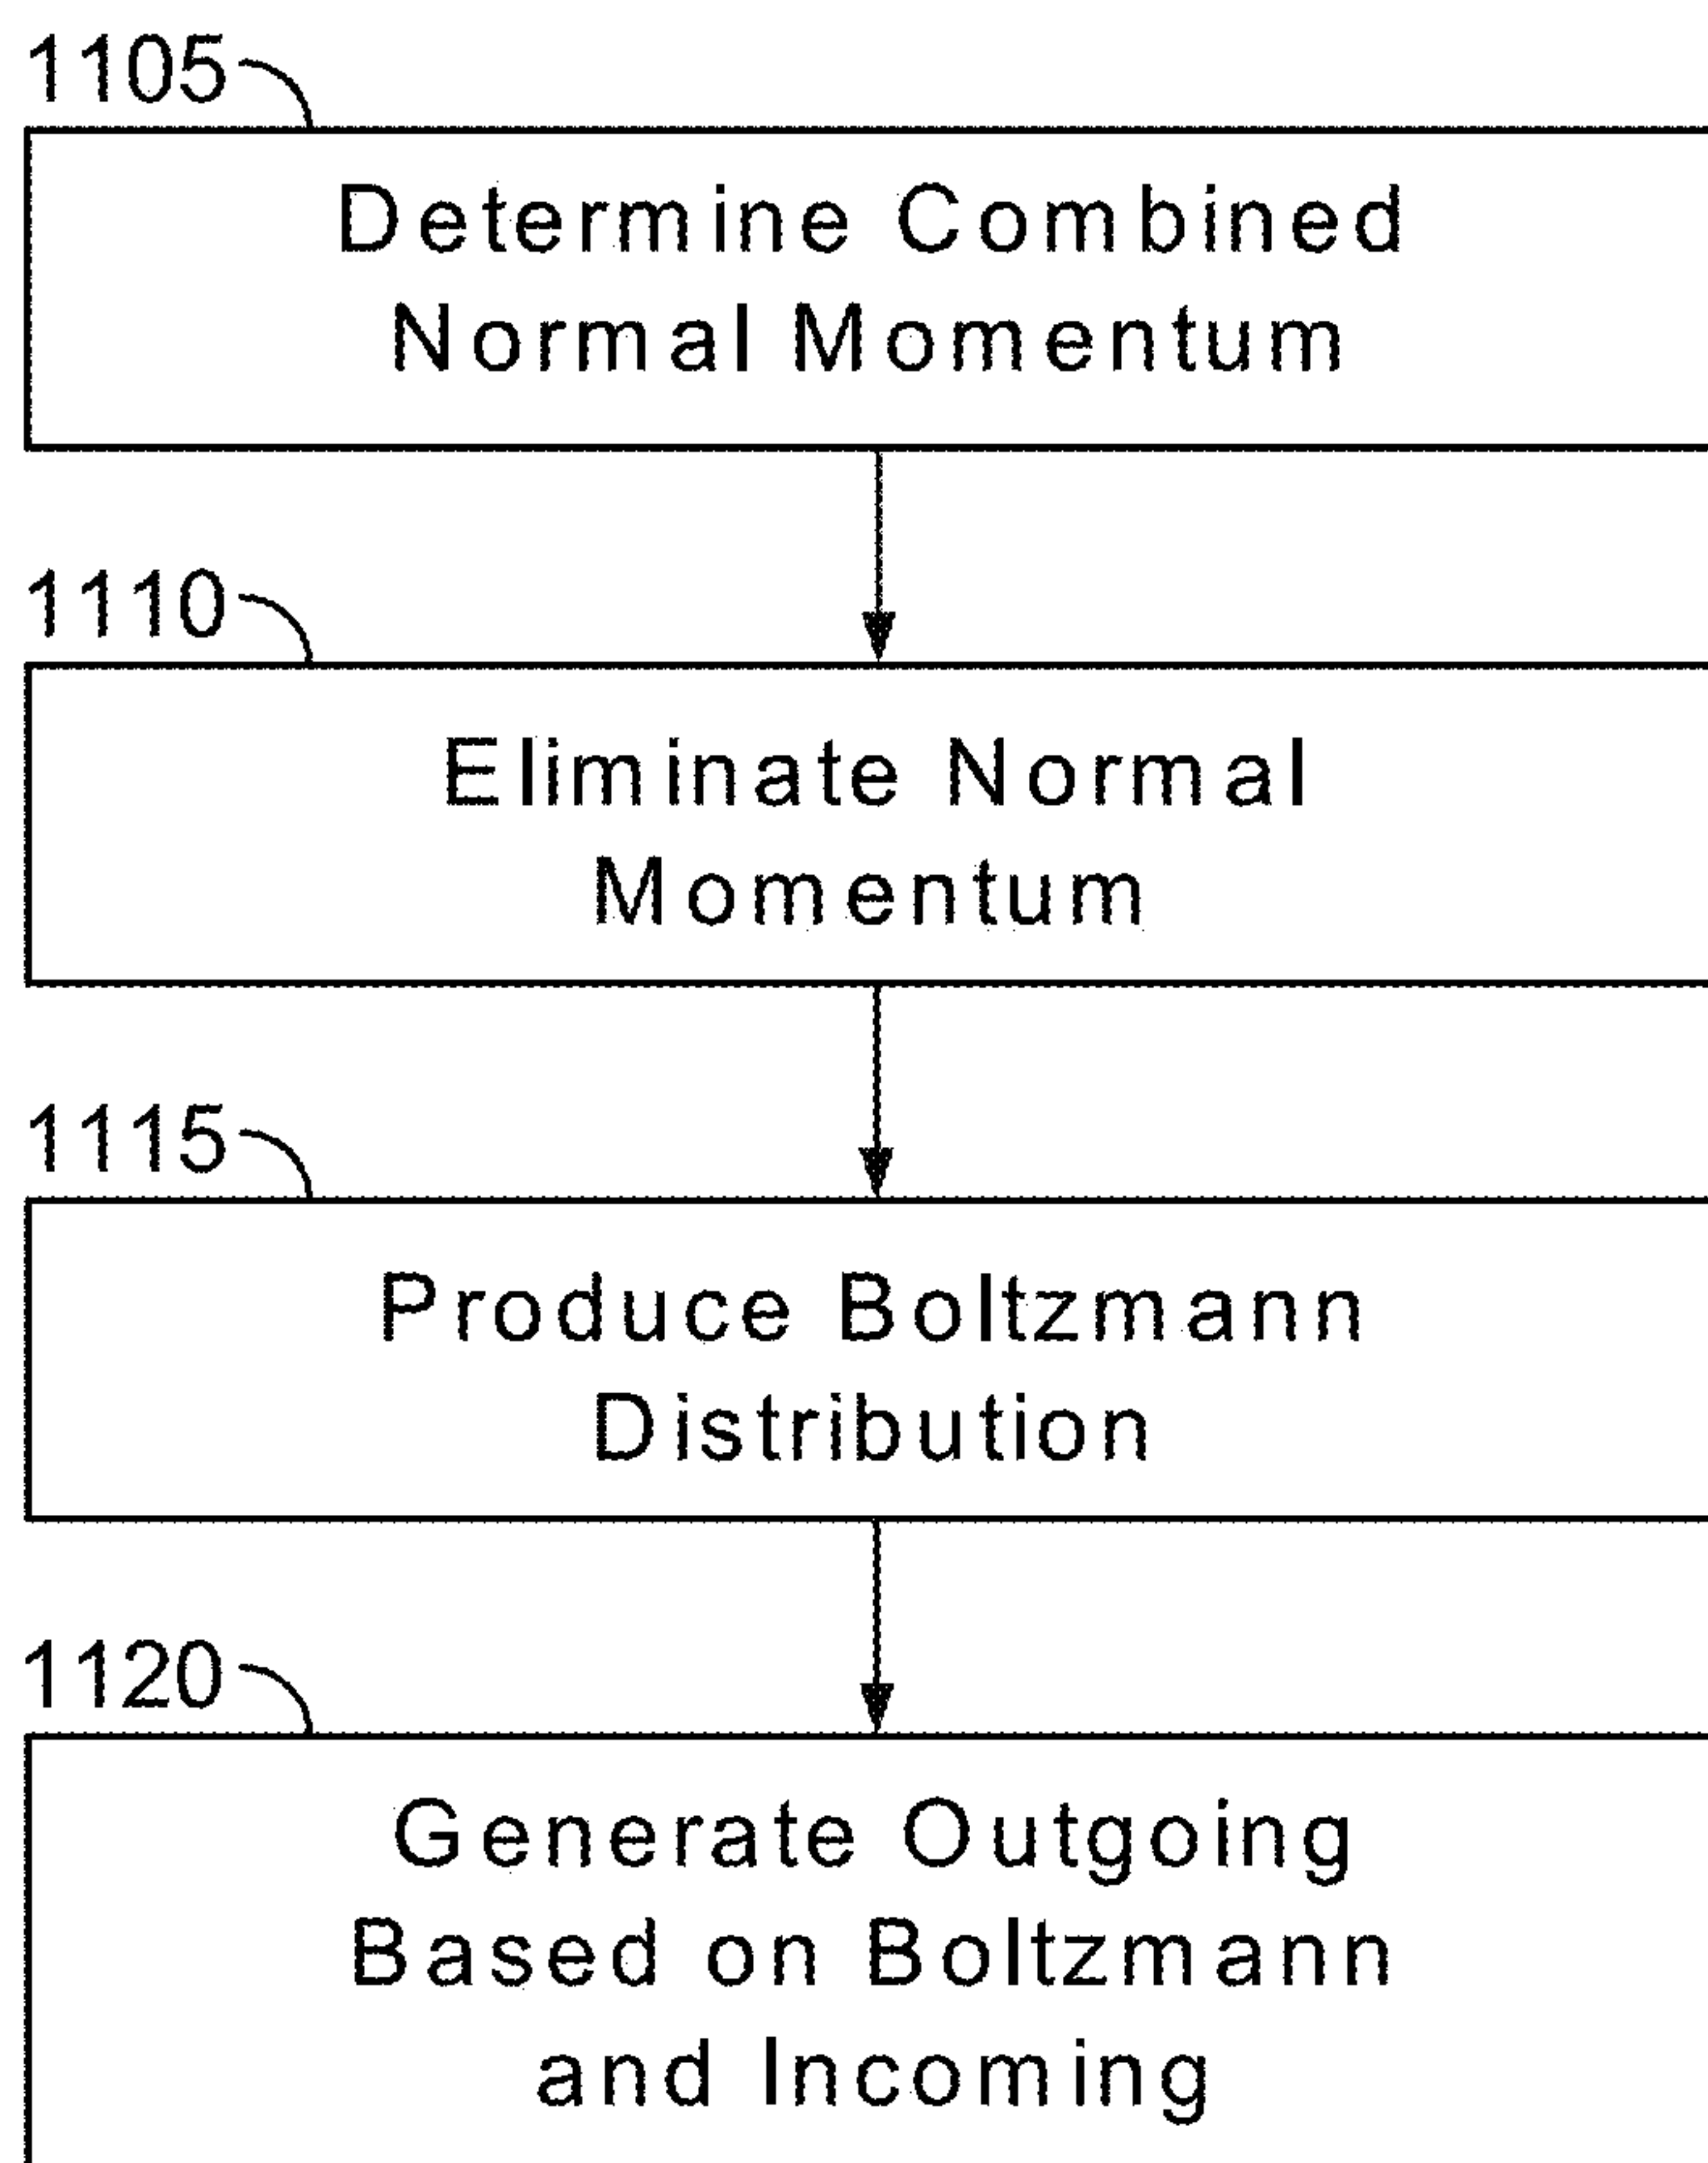 1105
Determine Combined
Normal Momentum
1110
Eliminate Normal
Momentum
1115
Produce Boltzmann
Distribution
1120
Generate Outgoing
Based on Boltzmann
and Incoming